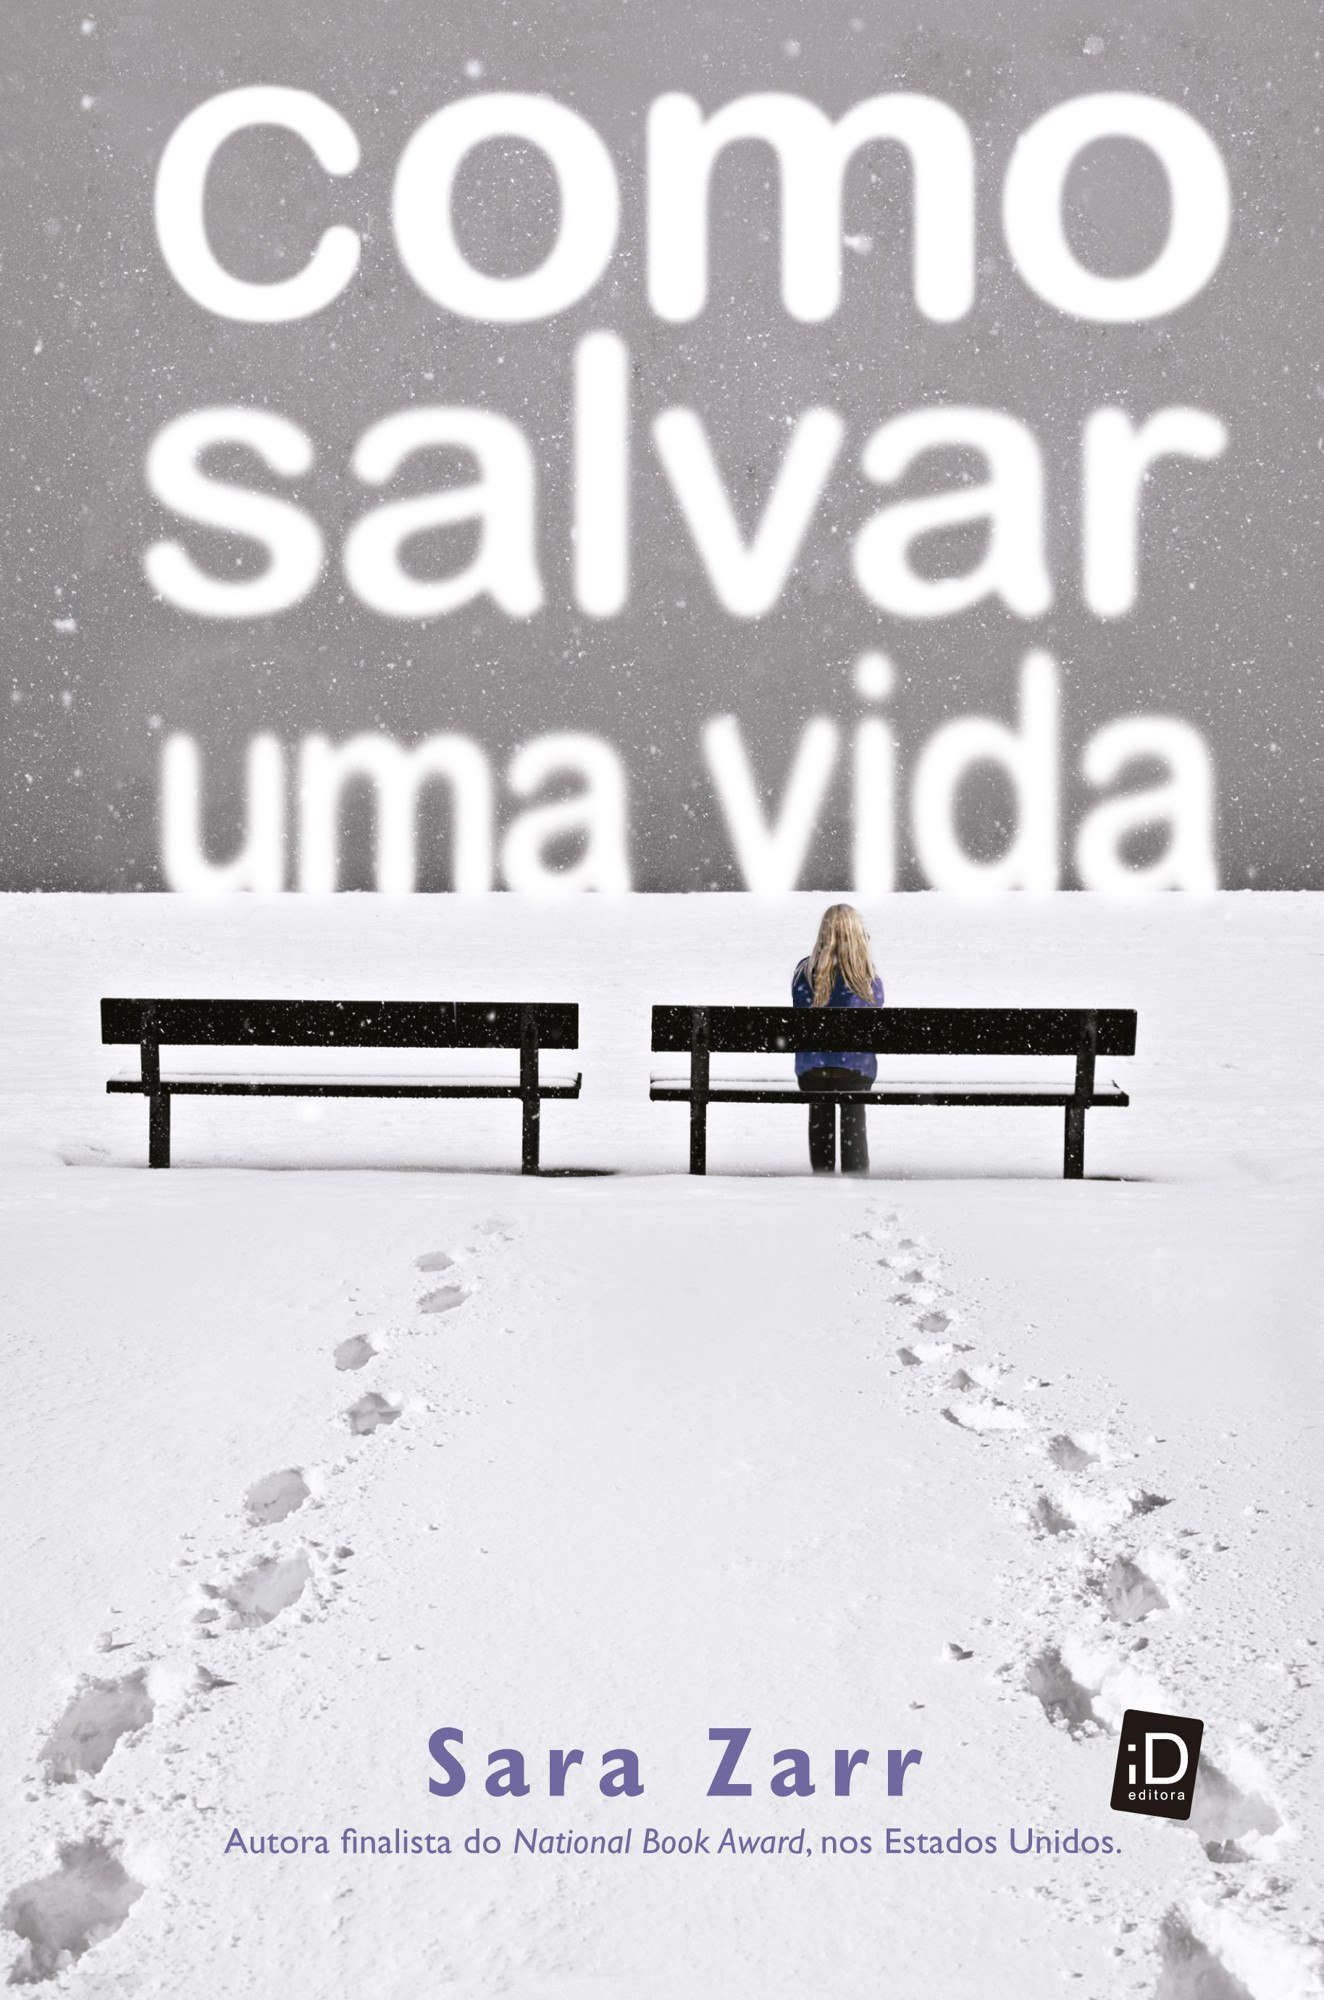 como
salvar
uma vida
Sara Zarr
Autora finalista do National Book Award, nos Estados Unidos.
iD
editora